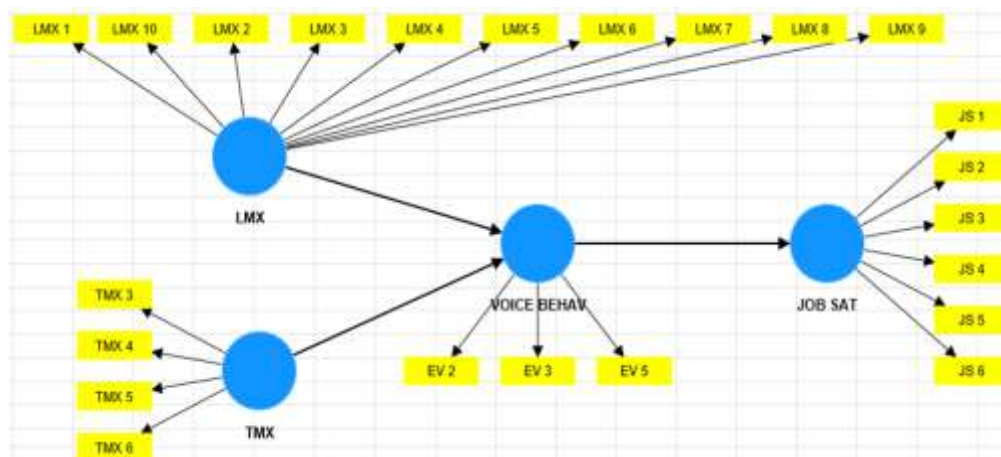 LMX 1 LMX 10 LMX 2 LMX 3 LMX 4 LMX 5 LMX 6 LMX 7 LMX 8 LMX 9
JS 1
JS 2
LMX
JS 3
JS 4
TMX 3
VOICE BEHAV
JOB SAT
JS 5
TMX 4
EV 2 EV 3 EV 5
JS 6
TMX 5
TMX
TMX 6